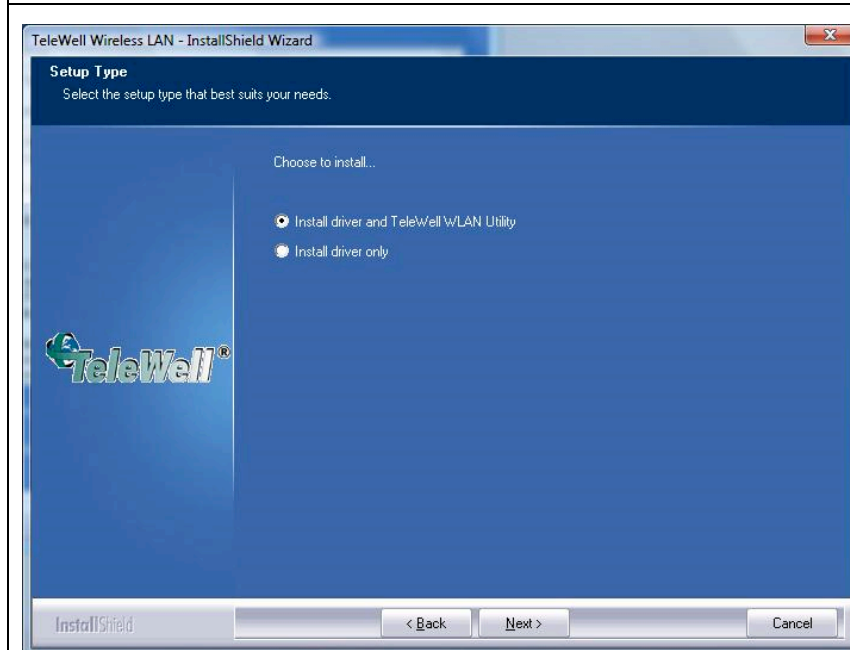 TeleWell Wireless LAN - InstallShield Wizard
Setup Type
Select the setup type that best suits your needs.
Choose to install...
Install driver and TeleWell WLAN Utility
Install driver only
TeleWell®
InstallShield
< Back
Next >
Cancel